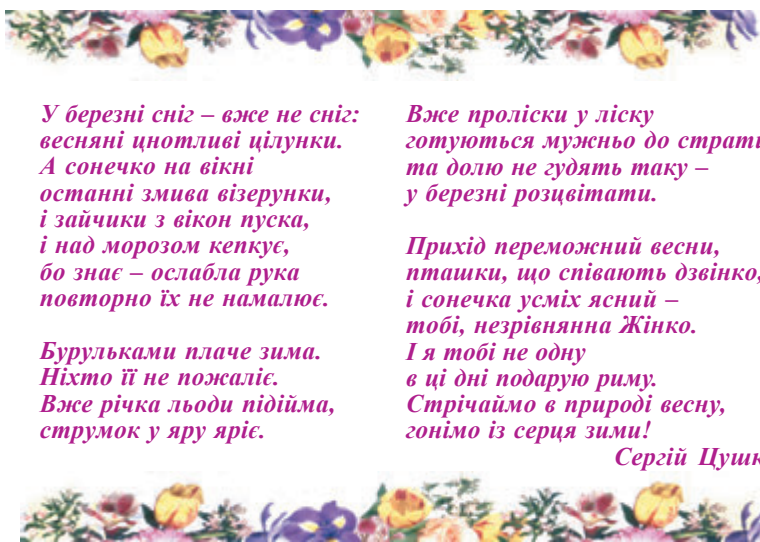 У березні сніг – вже не сніг:
весняні цнотливі цілунки.
А сонечко на вікні
останні змива візерунки,
і зайчики з вікон пуска,
і над морозом кепкує,
бо знає – ослабла рука
повторно їх не намалює.
Бурульками плаче зима.
Ніхто її не пожаліє.
Вже річка льоди підійма,
струмок у яру яріє.
Вже проліски у ліску
готуються мужньо до страти
та долю не гудять таку –
у березні розцвітати.
Прихід переможний весни,
пташки, що співають дзвінко,
і сонечка усміх ясний –
тобі, незрівнянна Жінко.
І я тобі не одну
в ці дні подарую риму.
Стрічаймо в природі весну,
гонімо із серця зими!
Сергій